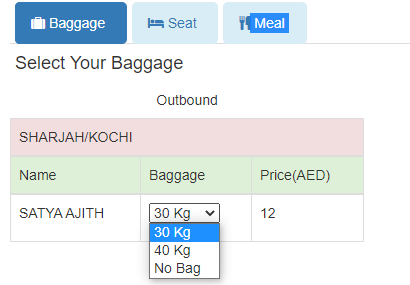 Baggage Seat Meal
Select Your Baggage
Outbound
SHARJAH/KOCHI
Name Baggage Price(AED)
SATYA AJITH 30 Kg 12
30 Kg
40 Kg
No Bag